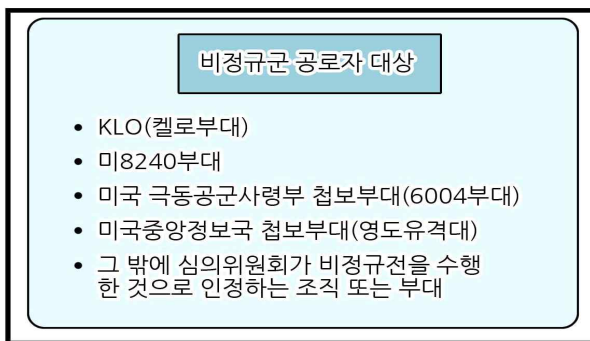 비정규군 공로자 대상
• KLO(켈로부대)
• 미8240부대
• 미국 극동공군사령부 첩보부대(6004부대)
• 미국중앙정보국 첩보부대(영도유격대)
• 그 밖에 심의위원회가 비정규전을 수행
한 것으로 인정하는 조직 또는 부대